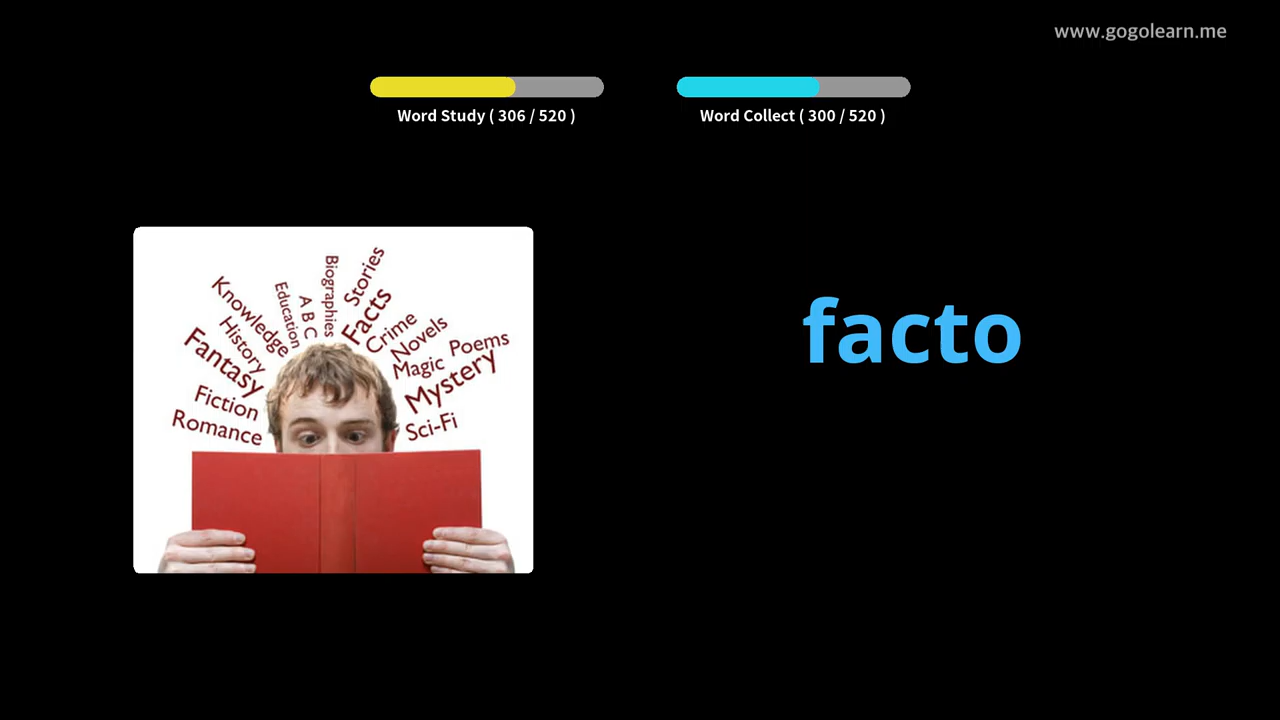 www.gogolearn.me
Word Study ( 306 / 520 )
Word Collect ( 300 / 520 )
Knowledge
History
Fantasy
Fiction
Romance
Education
A B C
Biographies
Stories
Facts
Crime
Novels
Magic
Poems
Mystery
Sci-Fi
facto